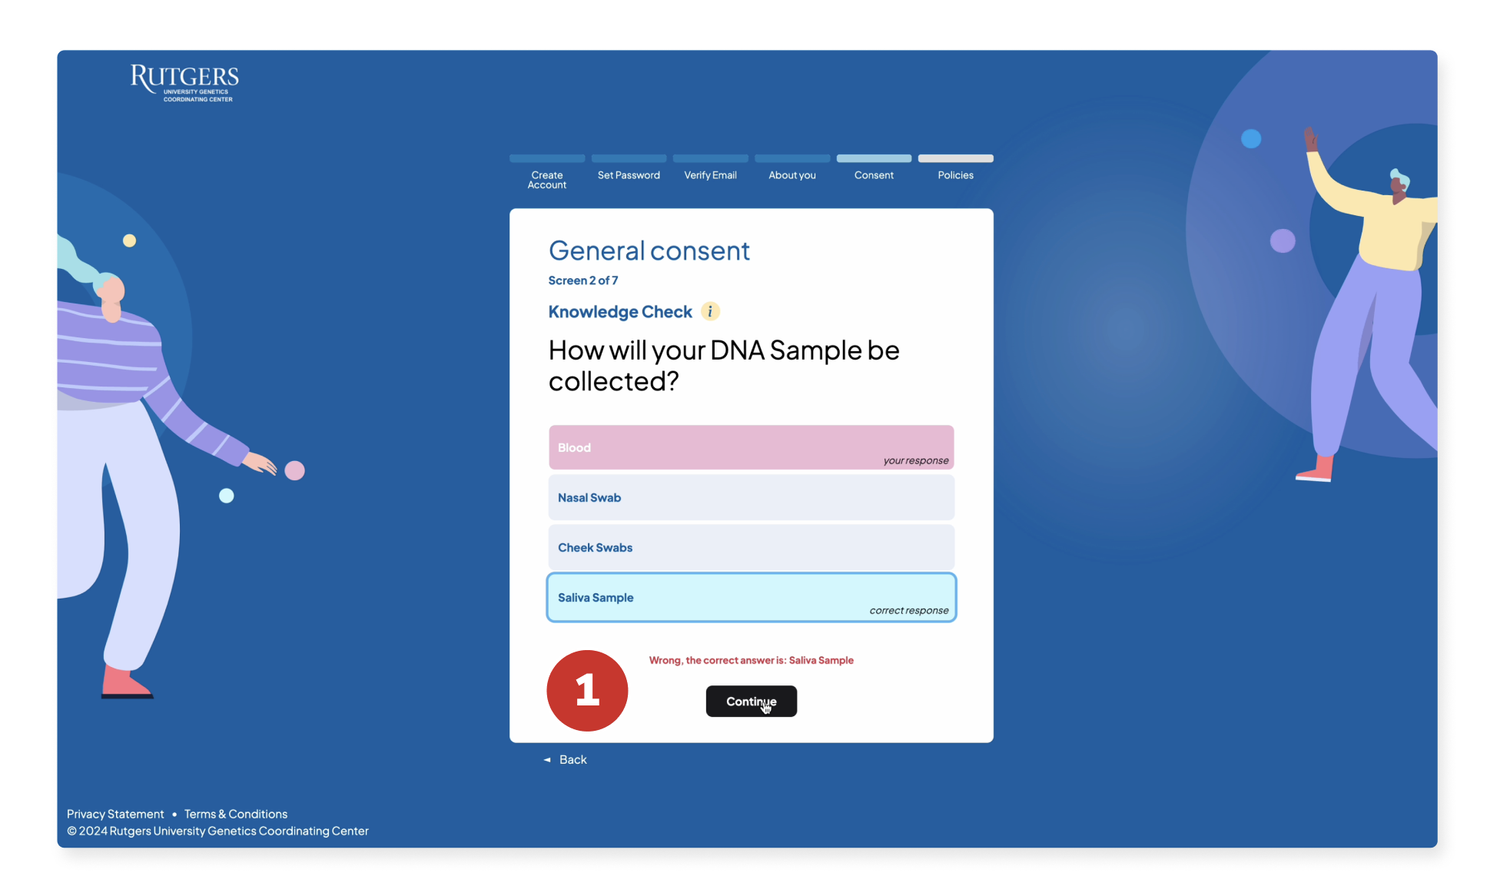 RUTGERS
UNIVERSITY GENETICS
COORDINATING CENTER
Create
Account
Set Password
Verify Email
About you
Consent
Policies
General consent
Screen 2 of 7
Knowledge Check i
How will your DNA Sample be
collected?
Blood
your response
Nasal Swab
Cheek Swabs
Saliva Sample
correct response
1
Wrong, the correct answer is: Saliva Sample
Continue
◄ Back
Privacy Statement • Terms & Conditions
© 2024 Rutgers University Genetics Coordinating Center